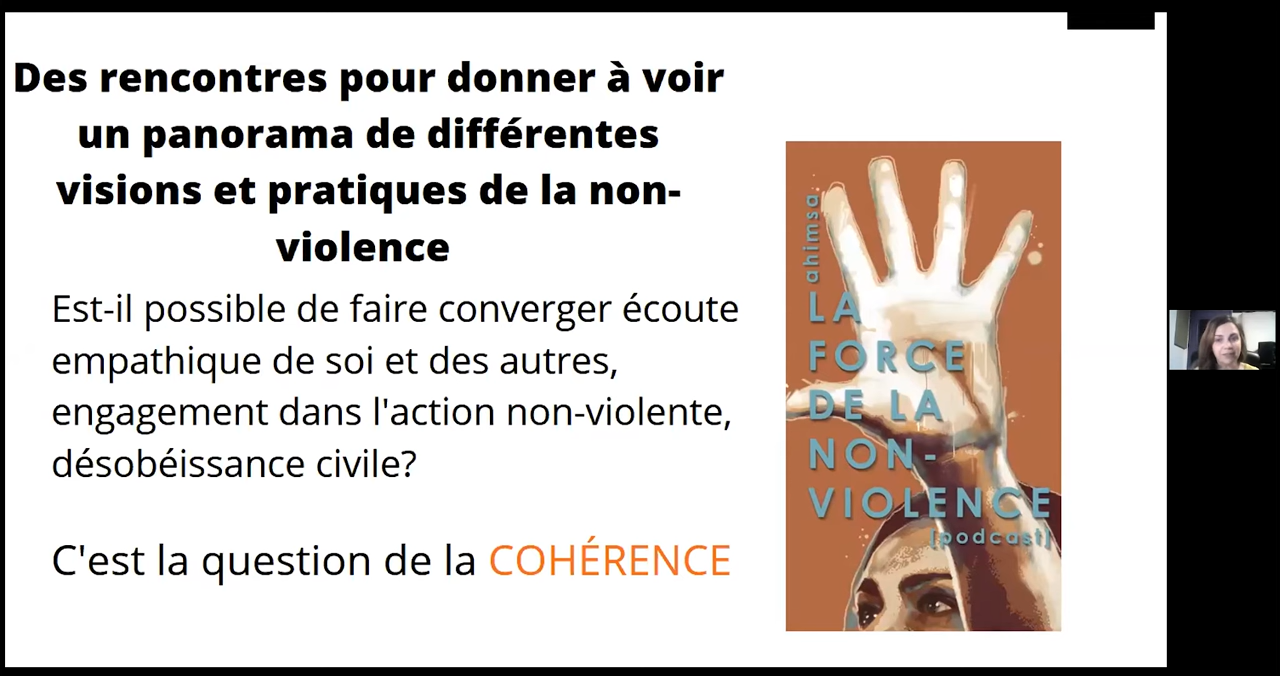 Des rencontres pour donner à voir
un panorama de différentes
visions et pratiques de la non-
violence
Est-il possible de faire converger écoute
empathique de soi et des autres,
engagement dans l'action non-violente,
désobéissance civile?
C'est la question de la COHÉRENCE
ahimsa
LA
FORCE
DE LA
NON-
VIOLENCE
[podcast]